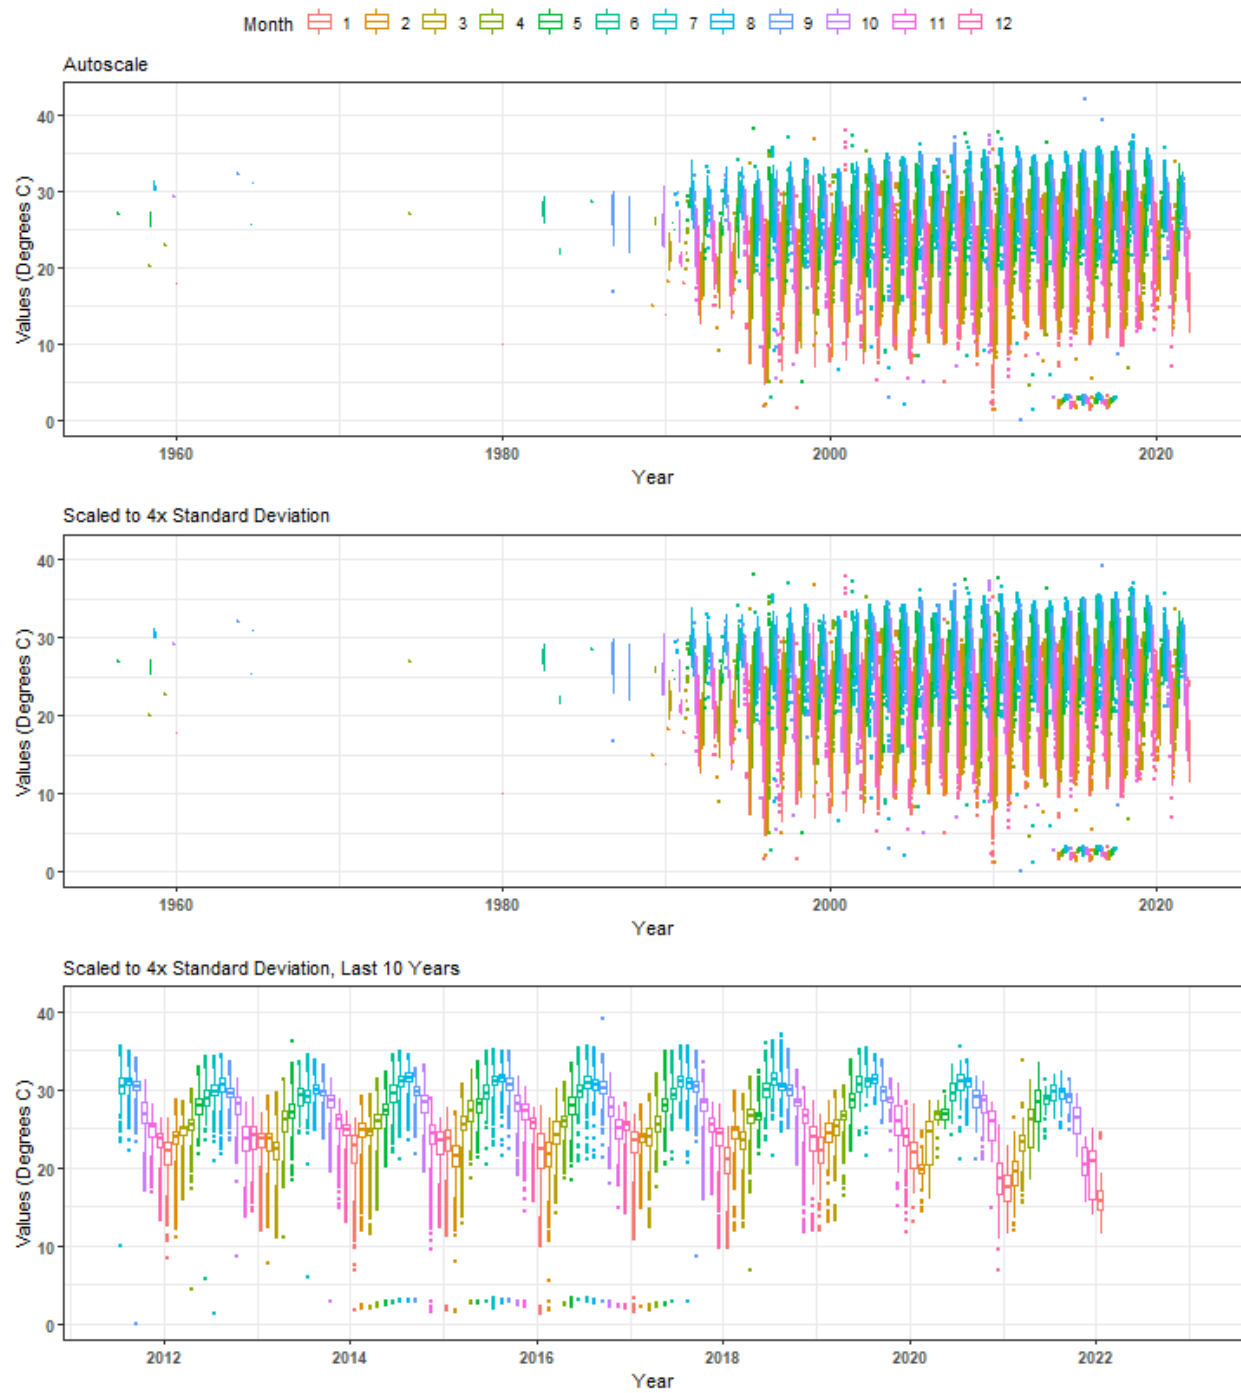 Month 1 2 3 4 5 6 7 8 9 10 11 12
Autoscale
Values (Degrees C)
40
30
20
10
0
1960 1980 2000 2020
Year
Scaled to 4x Standard Deviation
Values (Degrees C)
40
30
20
10
0
1960 1980 2000 2020
Year
Scaled to 4x Standard Deviation, Last 10 Years
Values (Degrees C)
40
30
20
10
0
2012 2014 2016 2018 2020 2022
Year